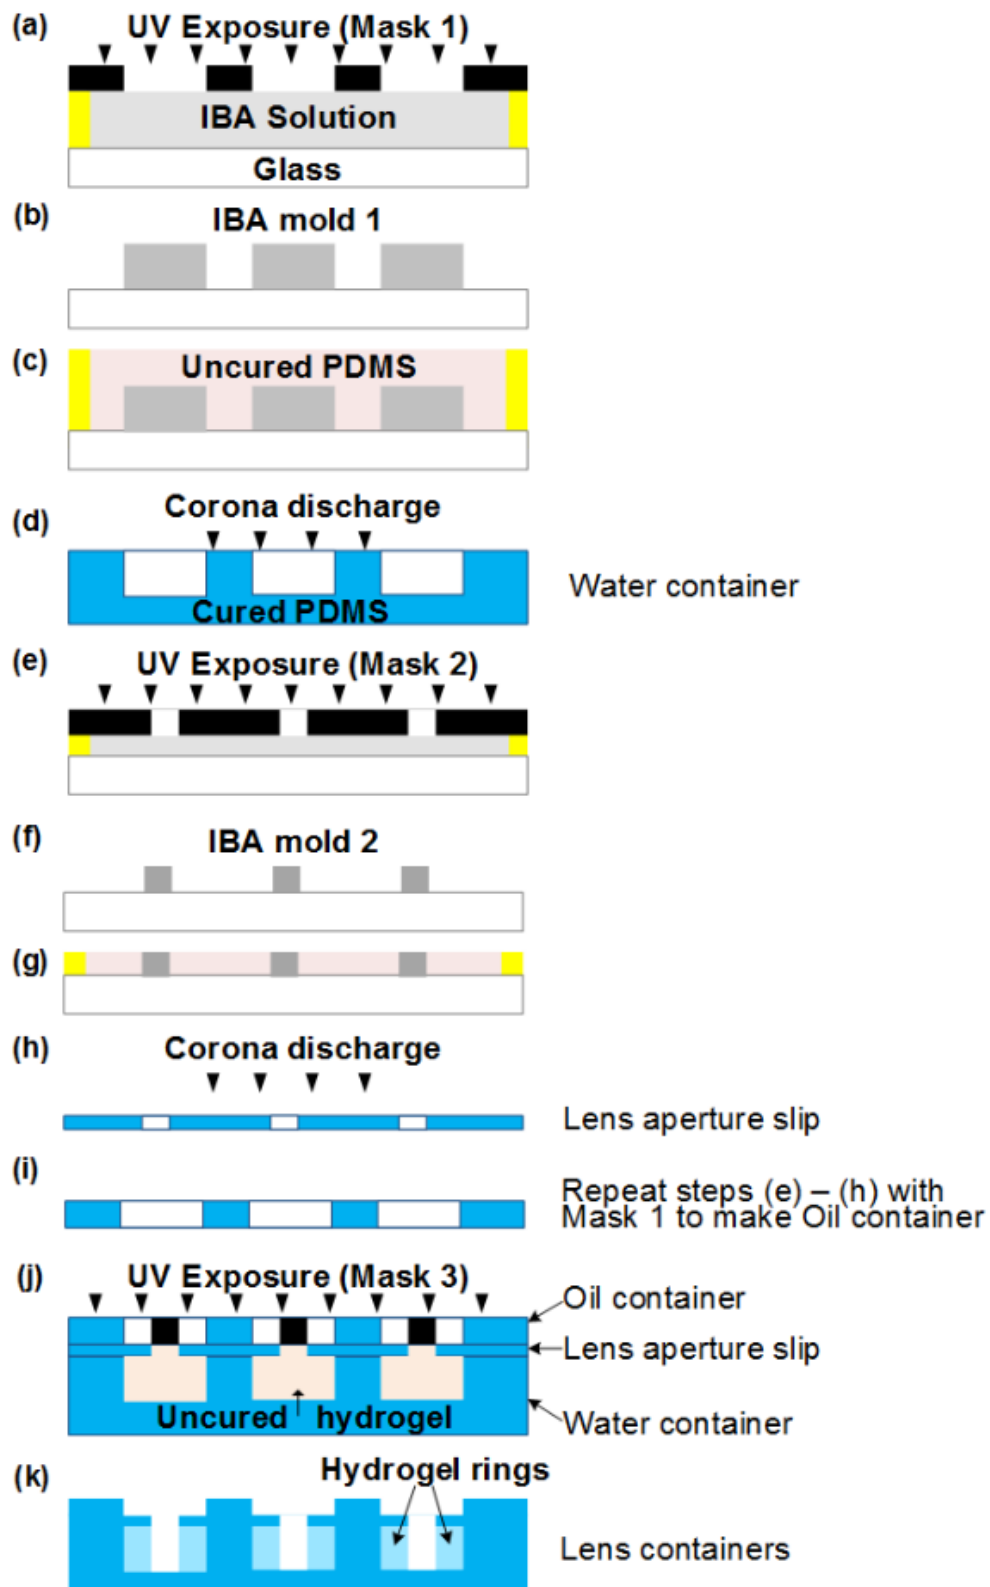 (a) UV Exposure (Mask 1)
IBA Solution
Glass
(b) IBA mold 1
(c) Uncured PDMS
(d) Corona discharge
Water container
Cured PDMS
(e) UV Exposure (Mask 2)
(f) IBA mold 2
(g)
(h) Corona discharge
Lens aperture slip
(i)
Repeat steps (e) – (h) with
Mask 1 to make Oil container
(j) UV Exposure (Mask 3)
Oil container
Lens aperture slip
Uncured hydrogel
Water container
(k) Hydrogel rings
Lens containers